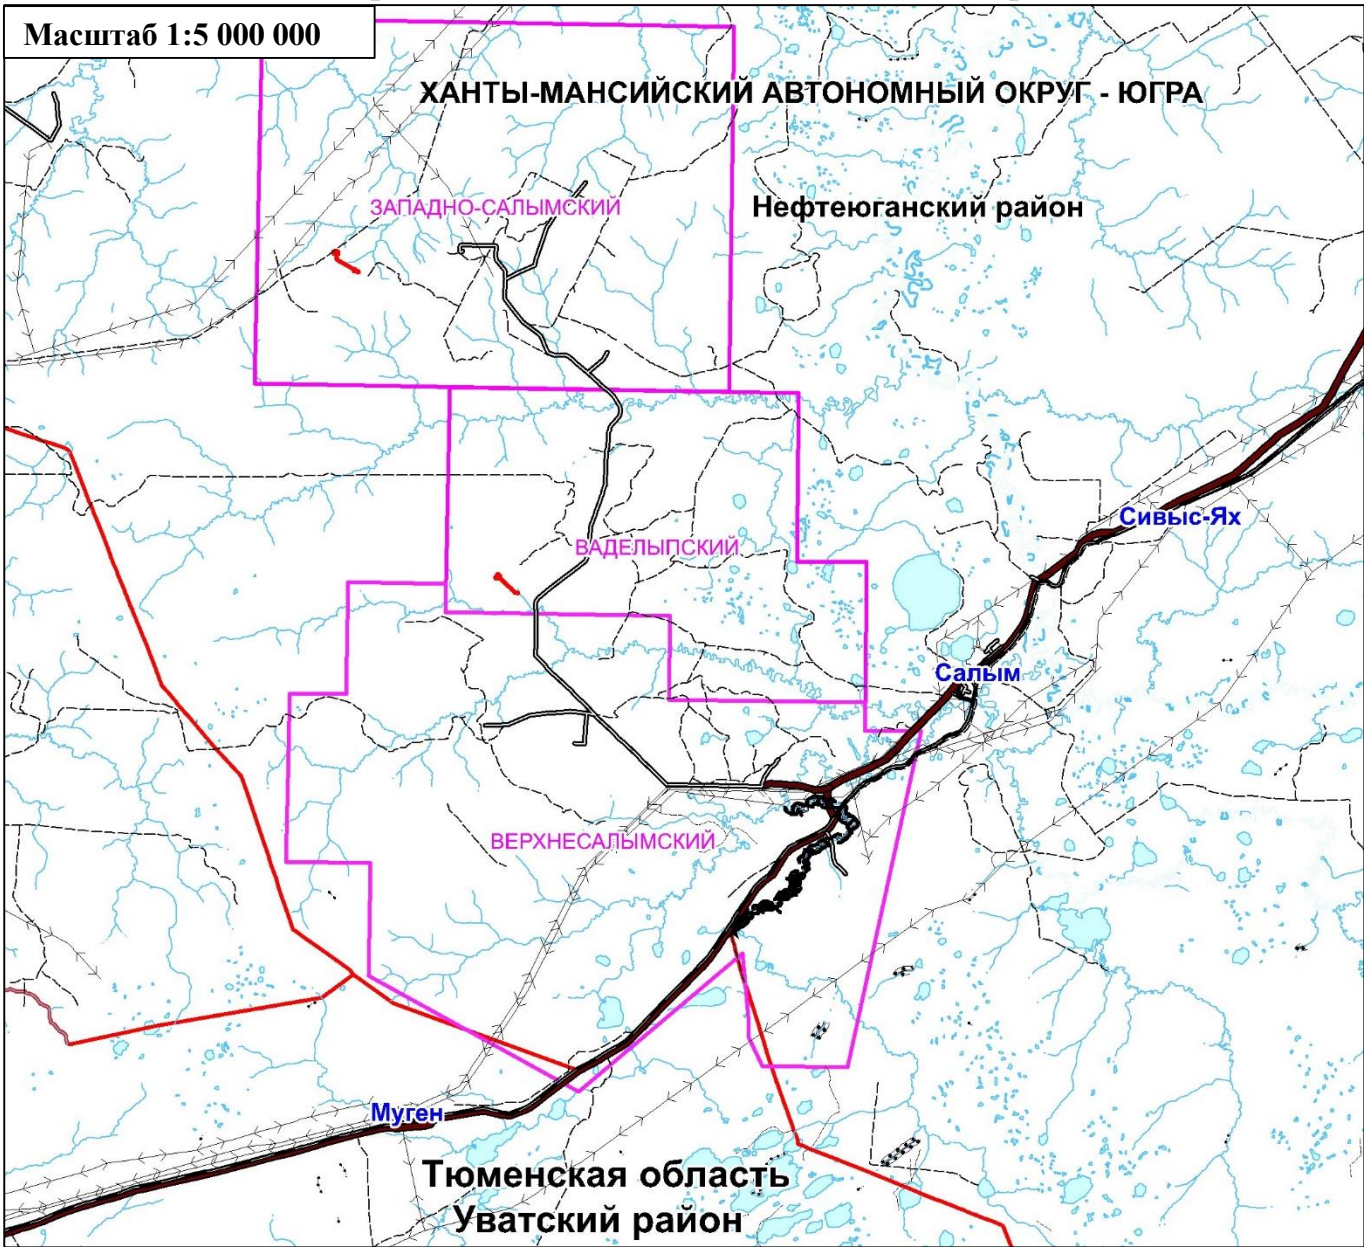 Масштаб 1:5 000 000
ХАНТЫ-МАНСИЙСКИЙ АВТОНОМНЫЙ ОКРУГ - ЮГРА
ЗАПАДНО-САЛЫМСКИЙ
Нефтеюганский район
Сивыс-Ях
ВАДЕЛЫПСКИЙ
Салым
ВЕРХНЕСАЛЫМСКИЙ
Муген
Тюменская область
Уватский район